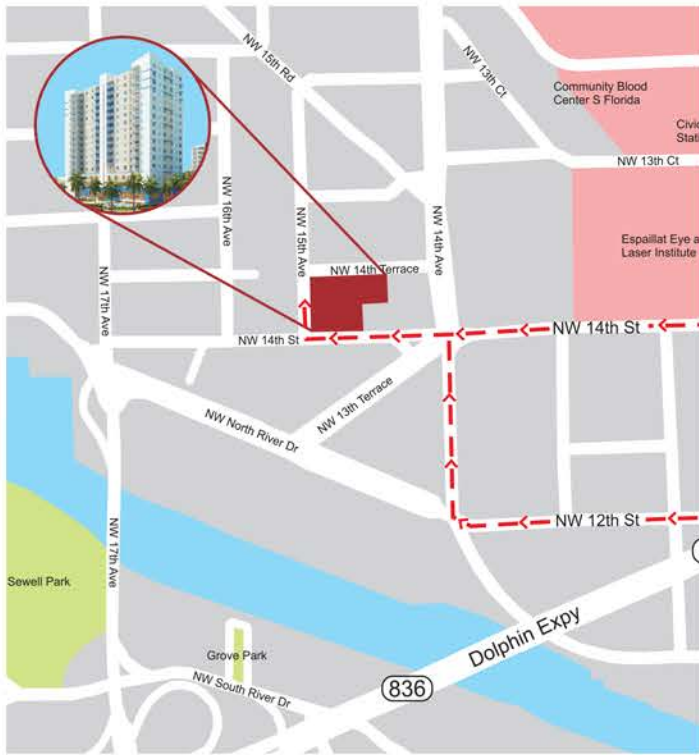 NW 15th Rd
NW 13th Ct
Community Blood
Center S Florida
Civic
Stati
NW 13th Ct
NW 16th Ave
NW 15th Ave
NW 14th Ave
Espaillat Eye a
Laser Institute
NW 17th Ave
NW 14th Terrace
NW 14th St
NW 14th St
NW 13th Terrace
NW North River Dr
NW 12th St
NW 17th Ave
Sewell Park
Dolphin Expy
Grove Park
836
NW South River Dr